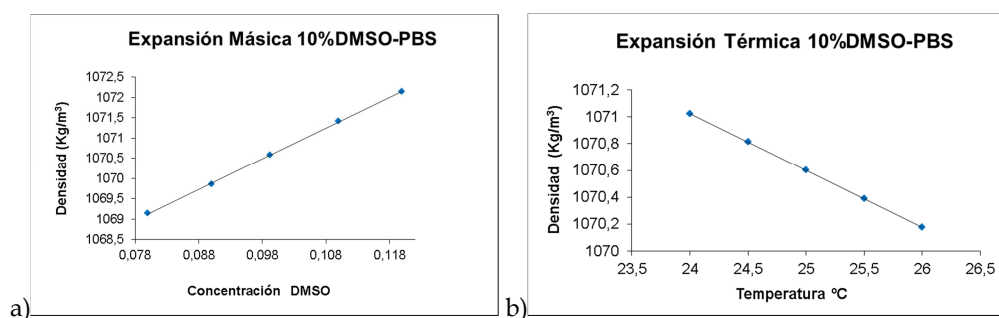 Expansión Másica 10%DMSO-PBS
Densidad (Kg/m³)
1072,5
1072
1071,5
1071
1070,5
1070
1069,5
1069
1068,5
0,078 0,088 0,098 0,108 0,118
Concentración DMSO
a)
Expansión Térmica 10%DMSO-PBS
Densidad (Kg/m³)
1071,2
1071
1070,8
1070,6
1070,4
1070,2
1070
23,5 24 24,5 25 25,5 26 26,5
Temperatura ºC
b)